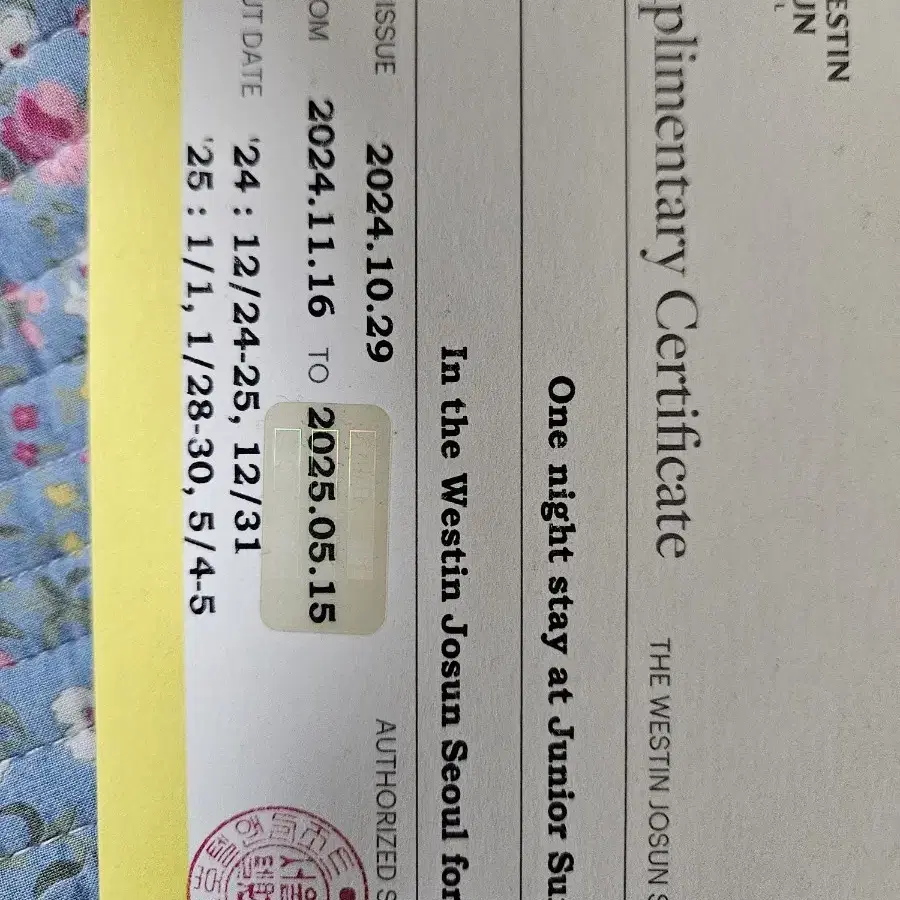 ESTIN
UN
plimentary Certificate THE WESTIN JOSUN S
One night stay at Junior Su
In the Westin Josun Seoul for
ISSUE 2024.10.29 AUTHORIZED S
OM 2024.11.16 TO 2025.05.15
UT DATE '24 : 12/24-25, 12/31
'25 : 1/1, 1/28-30, 5/4-5